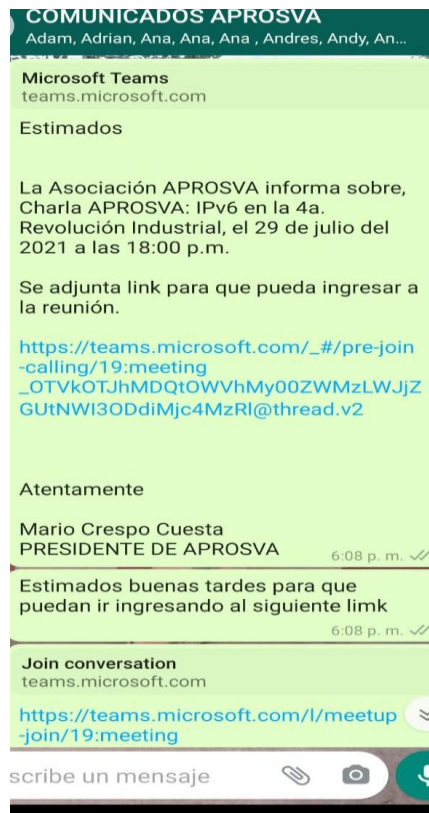 COMUNICADOS APROSVA
Adam, Adrian, Ana, Ana, Ana , Andres, Andy, An...
Microsoft Teams
teams.microsoft.com
Estimados
La Asociación APROSVA informa sobre,
Charla APROSVA: IPv6 en la 4a.
Revolución Industrial, el 29 de julio del
2021 a las 18:00 p.m.
Se adjunta link para que pueda ingresar a
la reunión.
https://teams.microsoft.com/_#/pre-join
-calling/19:meeting
_OTVkOTJhMDQtOWVhMy00ZWMzLWJjZ
GUtNWI3ODdiMjc4MzRl@thread.v2
Atentamente
Mario Crespo Cuesta
PRESIDENTE DE APROSVA
6:08 p. m.
Estimados buenas tardes para que
puedan ir ingresando al siguiente limk
6:08 p. m.
Join conversation
teams.microsoft.com
https://teams.microsoft.com/l/meetup
-join/19:meeting
scribe un mensaje